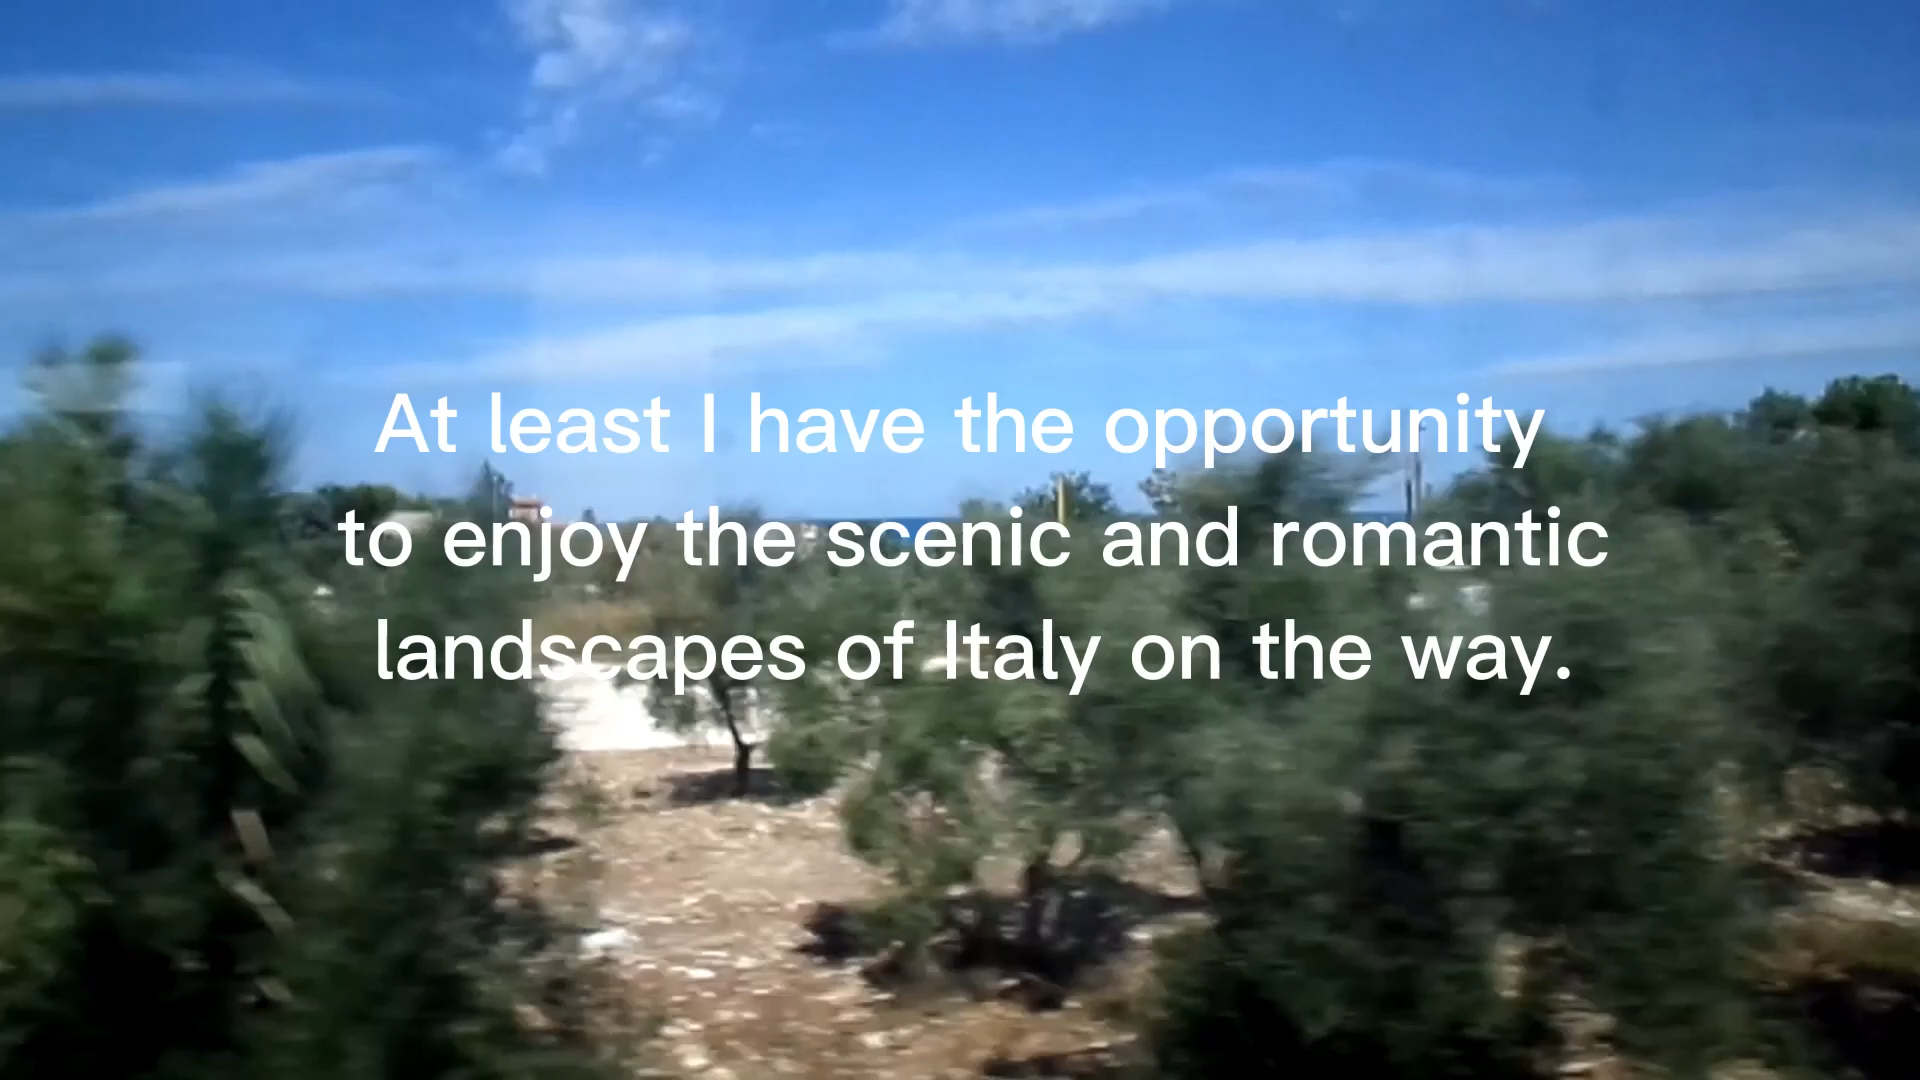 At least I have the opportunity
to enjoy the scenic and romantic
landscapes of Italy on the way.